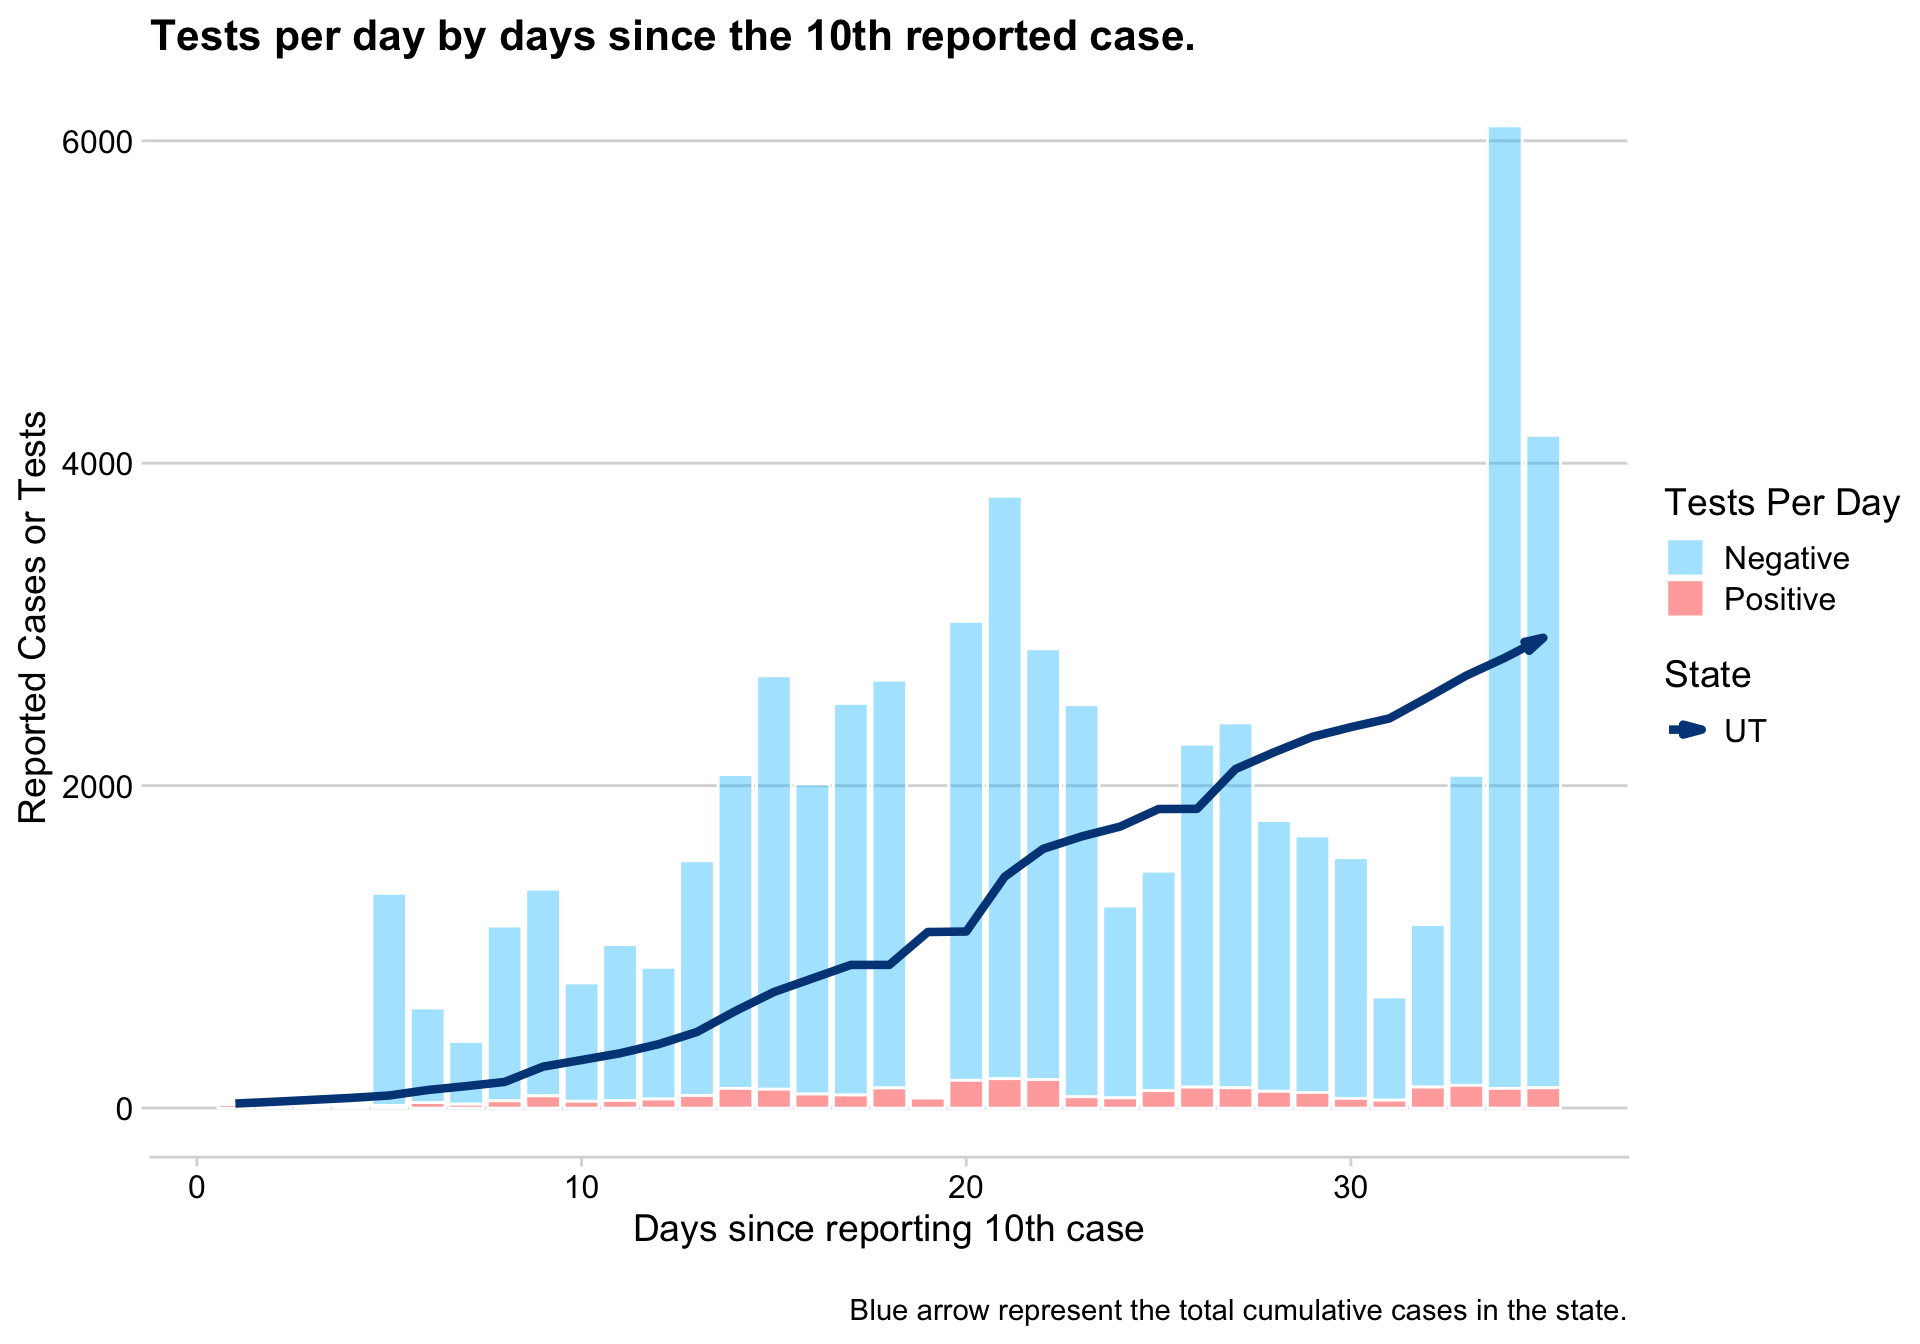 Tests per day by days since the 10th reported case.
6000
4000
2000
0
Reported Cases or Tests
0
10
20
30
Days since reporting 10th case
Tests Per Day
Negative
Positive
State
UT
Blue arrow represent the total cumulative cases in the state.